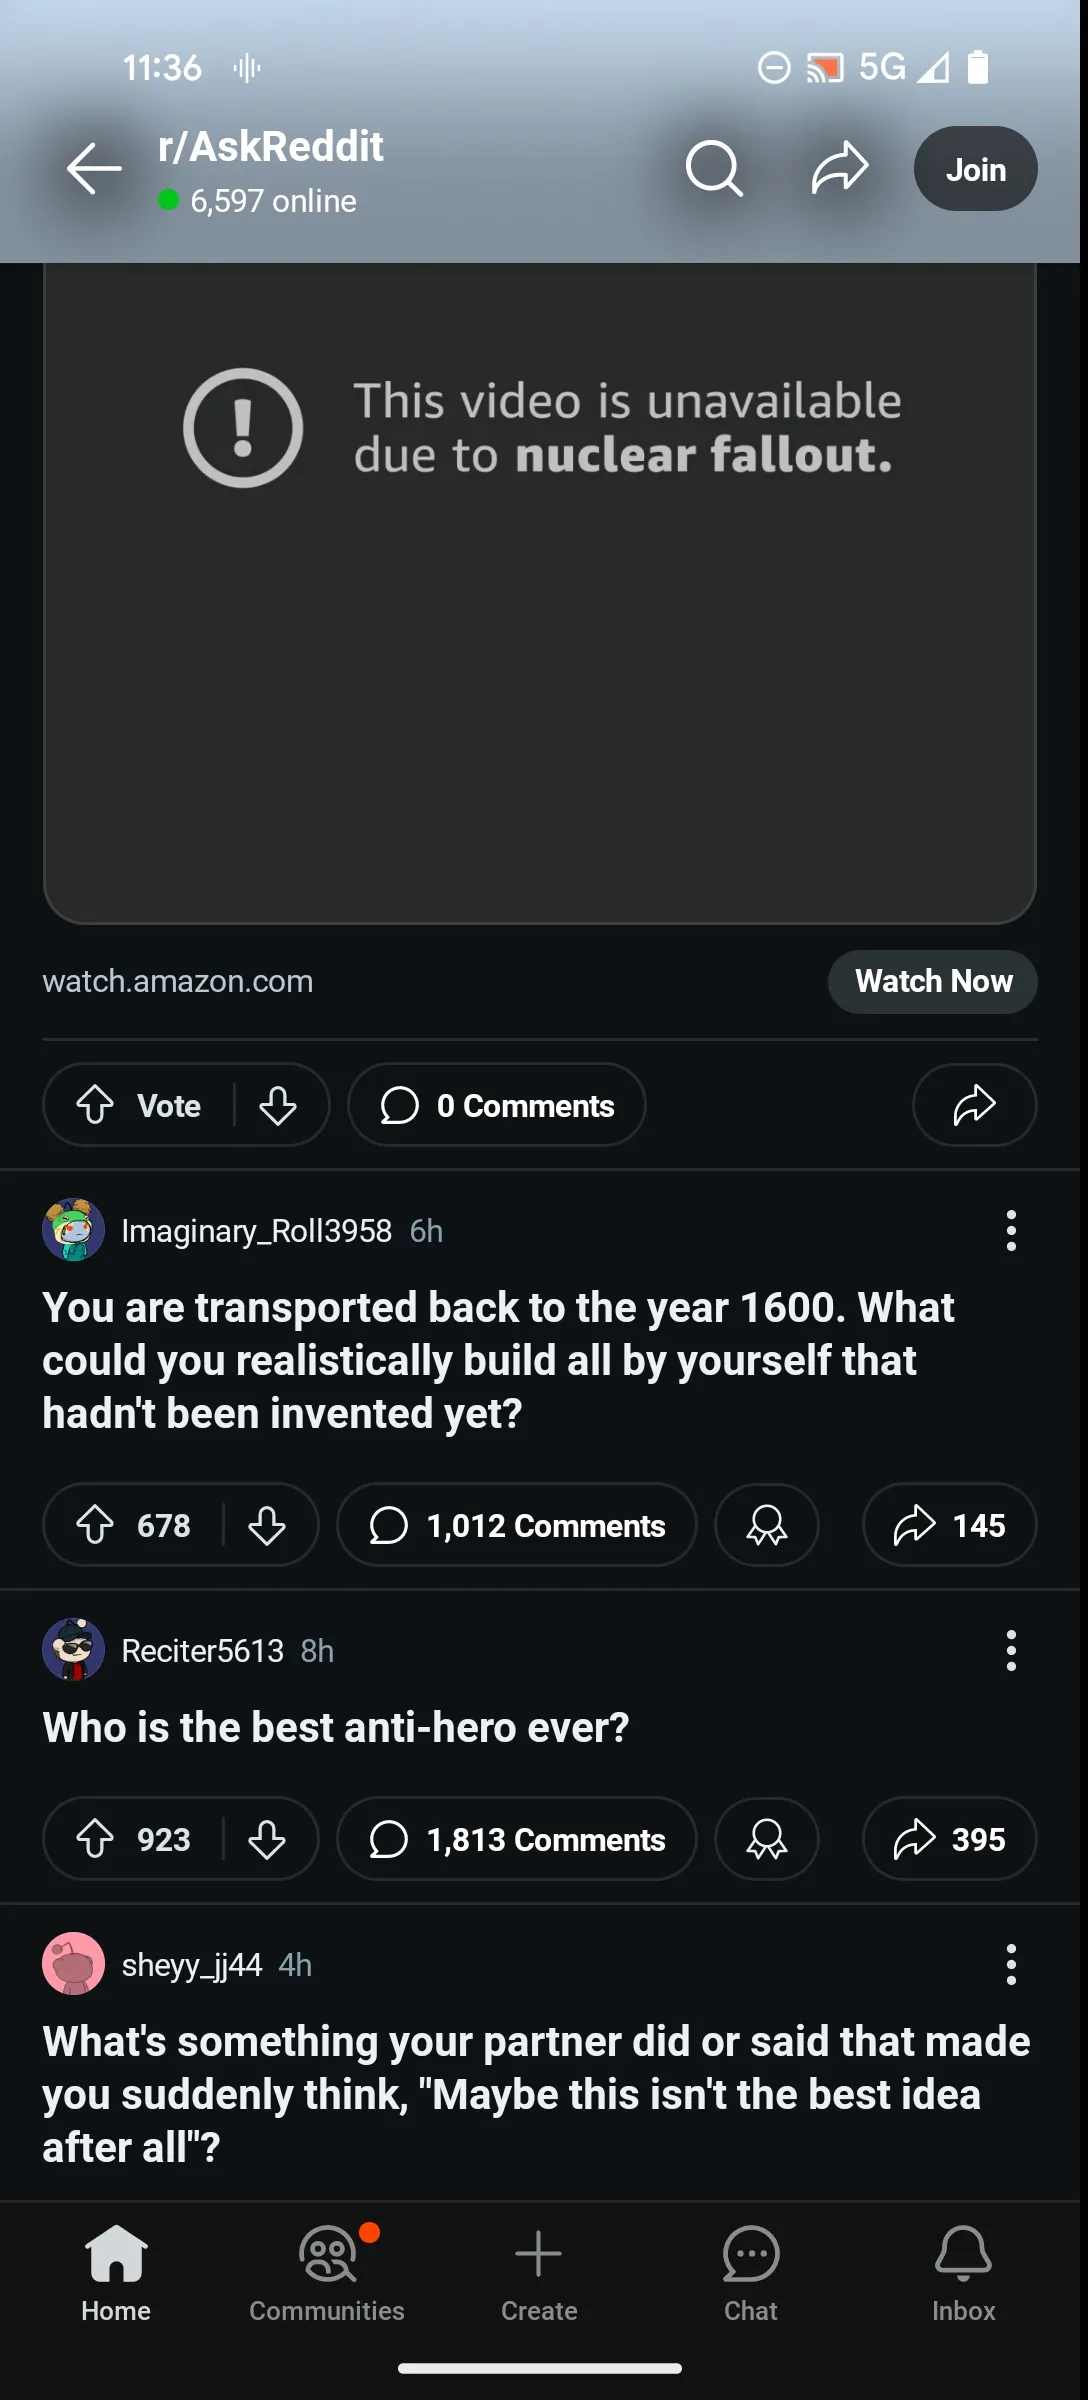 11:36
5G
r/AskReddit
6,597 online
Join
This video is unavailable
due to nuclear fallout.
watch.amazon.com
Watch Now
Vote
0 Comments
Imaginary_Roll3958 6h
You are transported back to the year 1600. What
could you realistically build all by yourself that
hadn't been invented yet?
678
1,012 Comments
145
Reciter5613 8h
Who is the best anti-hero ever?
923
1,813 Comments
395
sheyy_jj44 4h
What's something your partner did or said that made
you suddenly think, "Maybe this isn't the best idea
after all"?
Home
Communities
Create
Chat
Inbox